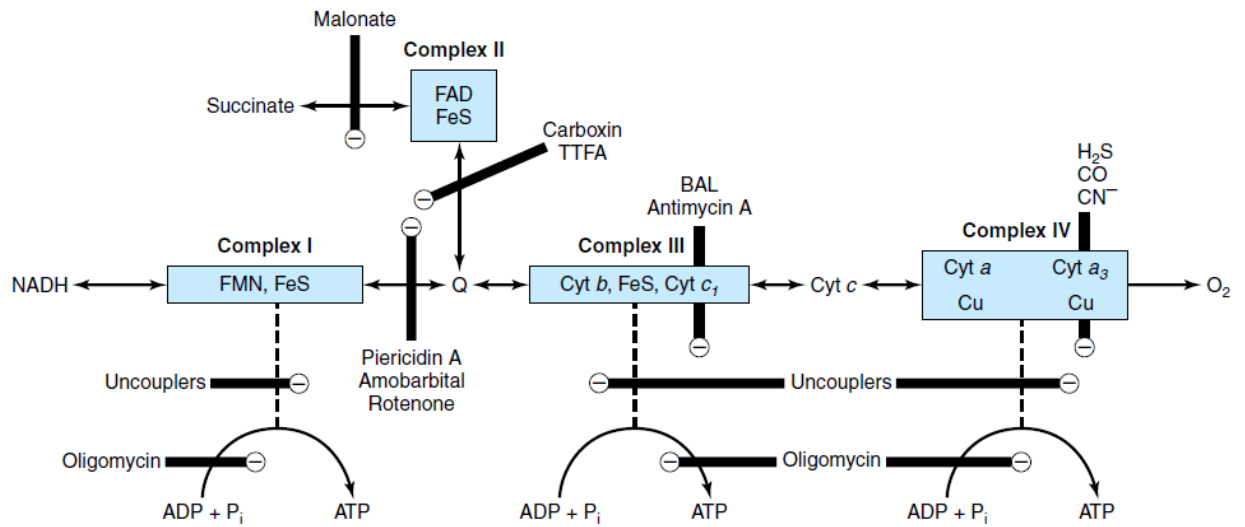 Malonate
Complex II
Succinate
FAD
FeS
Carboxin
TTFA
H₂S
CO
CN⁻
BAL
Antimycin A
Complex I
Complex III
Complex IV
NADH
FMN, FeS
Q
Cyt b, FeS, Cyt c₁
Cyt c
Cyt a
Cyt a₃
Cu
Cu
O₂
Piericidin A
Amobarbital
Rotenone
Uncouplers
Uncouplers
Oligomycin
Oligomycin
ADP + Pᵢ
ATP
ADP + Pᵢ
ATP
ADP + Pᵢ
ATP